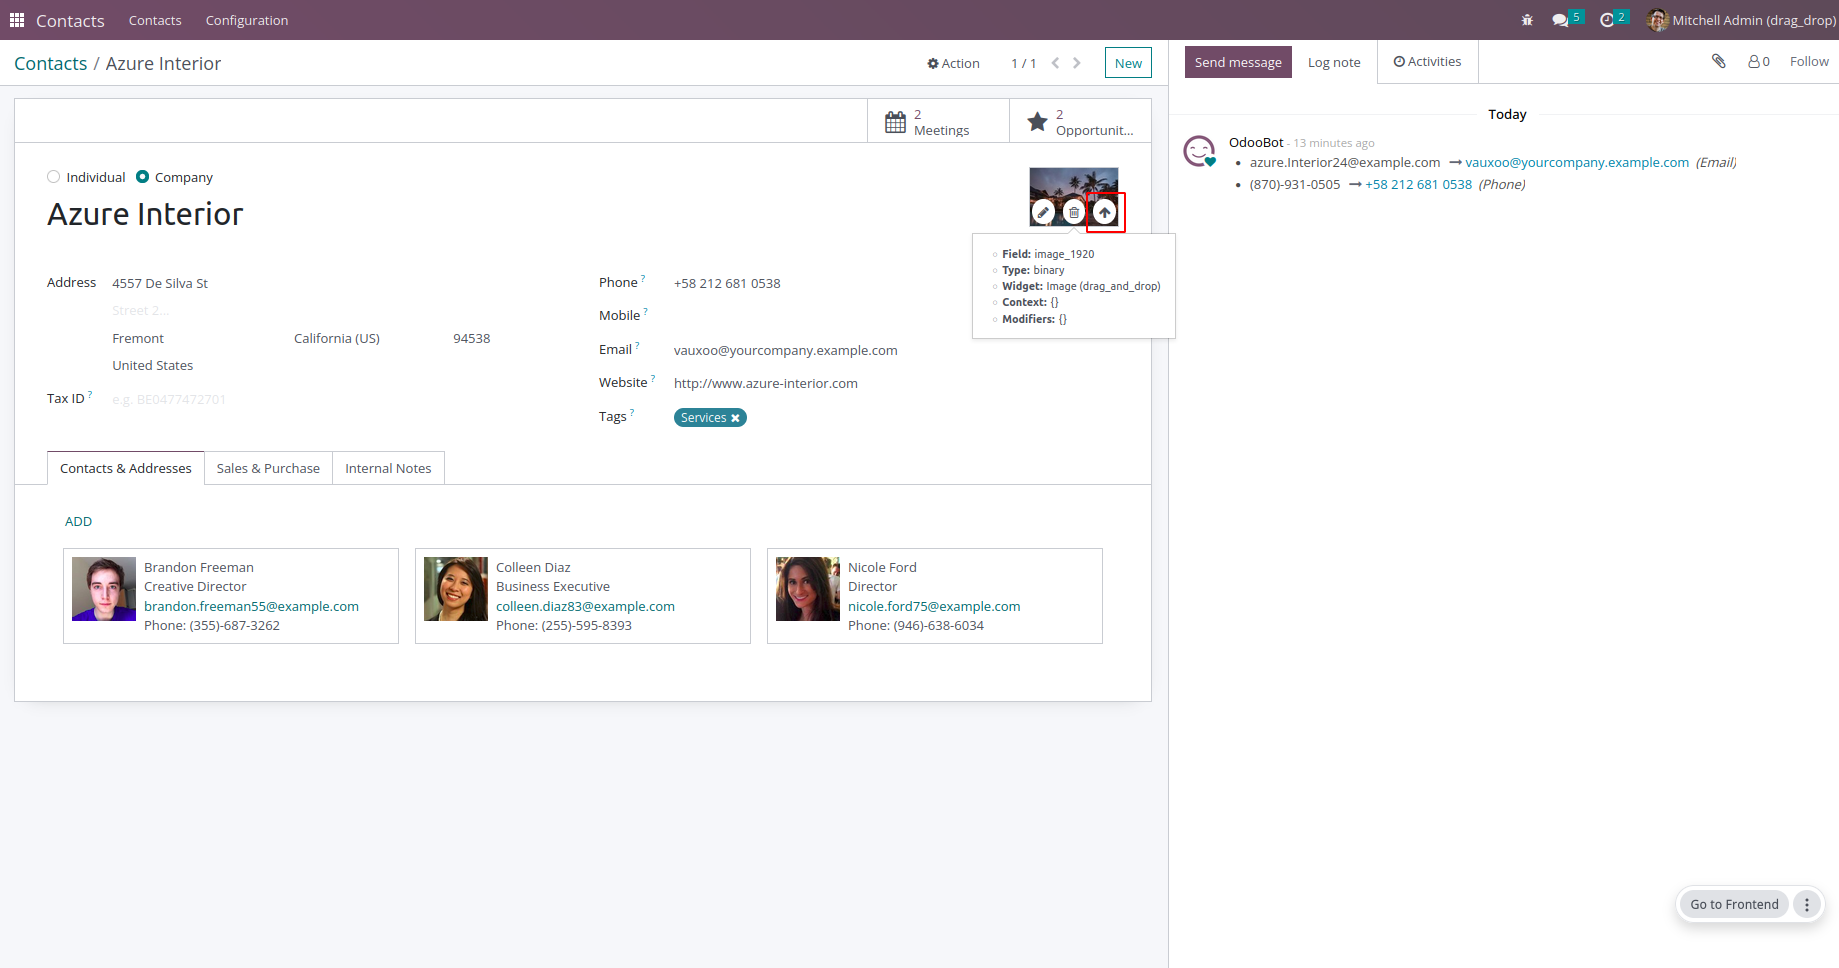 Contacts Contacts Configuration 5 2 Mitchell Admin (drag_drop)
Contacts / Azure Interior Action 1 / 1 New
Send message Log note Activities 0 Follow
2 Meetings
2 Opportunit...
Today
OdooBot - 13 minutes ago
• azure.Interior24@example.com → vauxoo@yourcompany.example.com (Email)
• (870)-931-0505 → +58 212 681 0538 (Phone)
Individual Company
Azure Interior
Field: image_1920
Type: binary
Widget: Image (drag_and_drop)
Context: {}
Modifiers: {}
Address 4557 De Silva St
Street 2...
Fremont California (US) 94538
United States
Tax ID ? e.g. BE0477472701
Phone ? +58 212 681 0538
Mobile ?
Email ? vauxoo@yourcompany.example.com
Website ? http://www.azure-interior.com
Tags ? Services ✖
Contacts & Addresses Sales & Purchase Internal Notes
ADD
Brandon Freeman
Creative Director
brandon.freeman55@example.com
Phone: (355)-687-3262
Colleen Diaz
Business Executive
colleen.diaz83@example.com
Phone: (255)-595-8393
Nicole Ford
Director
nicole.ford75@example.com
Phone: (946)-638-6034
Go to Frontend